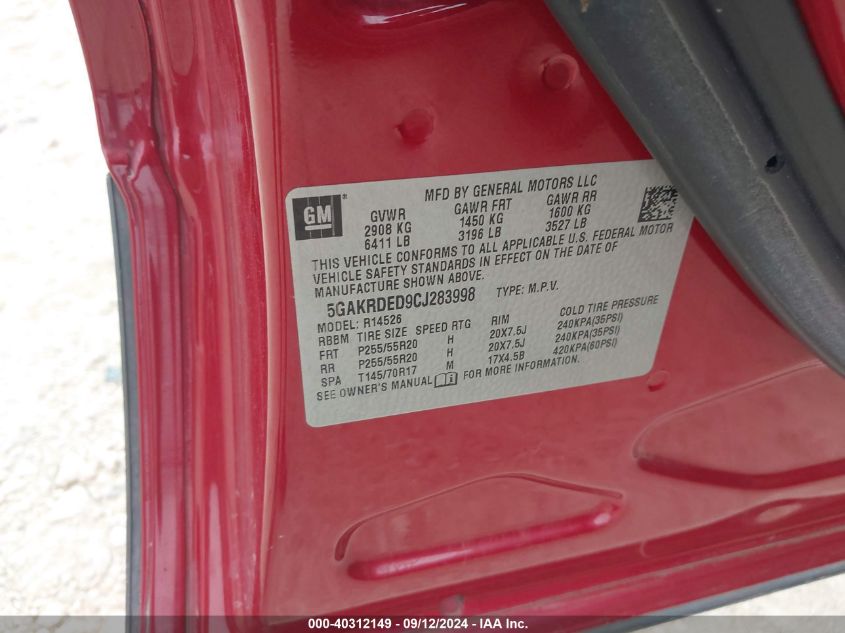 MFD BY GENERAL MOTORS LLC
GM
GVWR GAWR FRT GAWR RR
2908 KG 1450 KG 1600 KG
6411 LB 3196 LB 3527 LB
THIS VEHICLE CONFORMS TO ALL APPLICABLE U.S. FEDERAL MOTOR
VEHICLE SAFETY STANDARDS IN EFFECT ON THE DATE OF
MANUFACTURE SHOWN ABOVE.
5GAKRDED9CJ283998 TYPE: M.P.V.
MODEL: R14526
RBBM TIRE SIZE SPEED RTG RIM COLD TIRE PRESSURE
FRT P255/55R20 H 20X7.5J 240KPA(35PSI)
RR P255/55R20 H 20X7.5J 240KPA(35PSI)
SPA T145/70R17 M 17X4.5B 420KPA(60PSI)
SEE OWNER'S MANUAL FOR MORE INFORMATION.
000-40312149 - 09/12/2024 - IAA Inc.